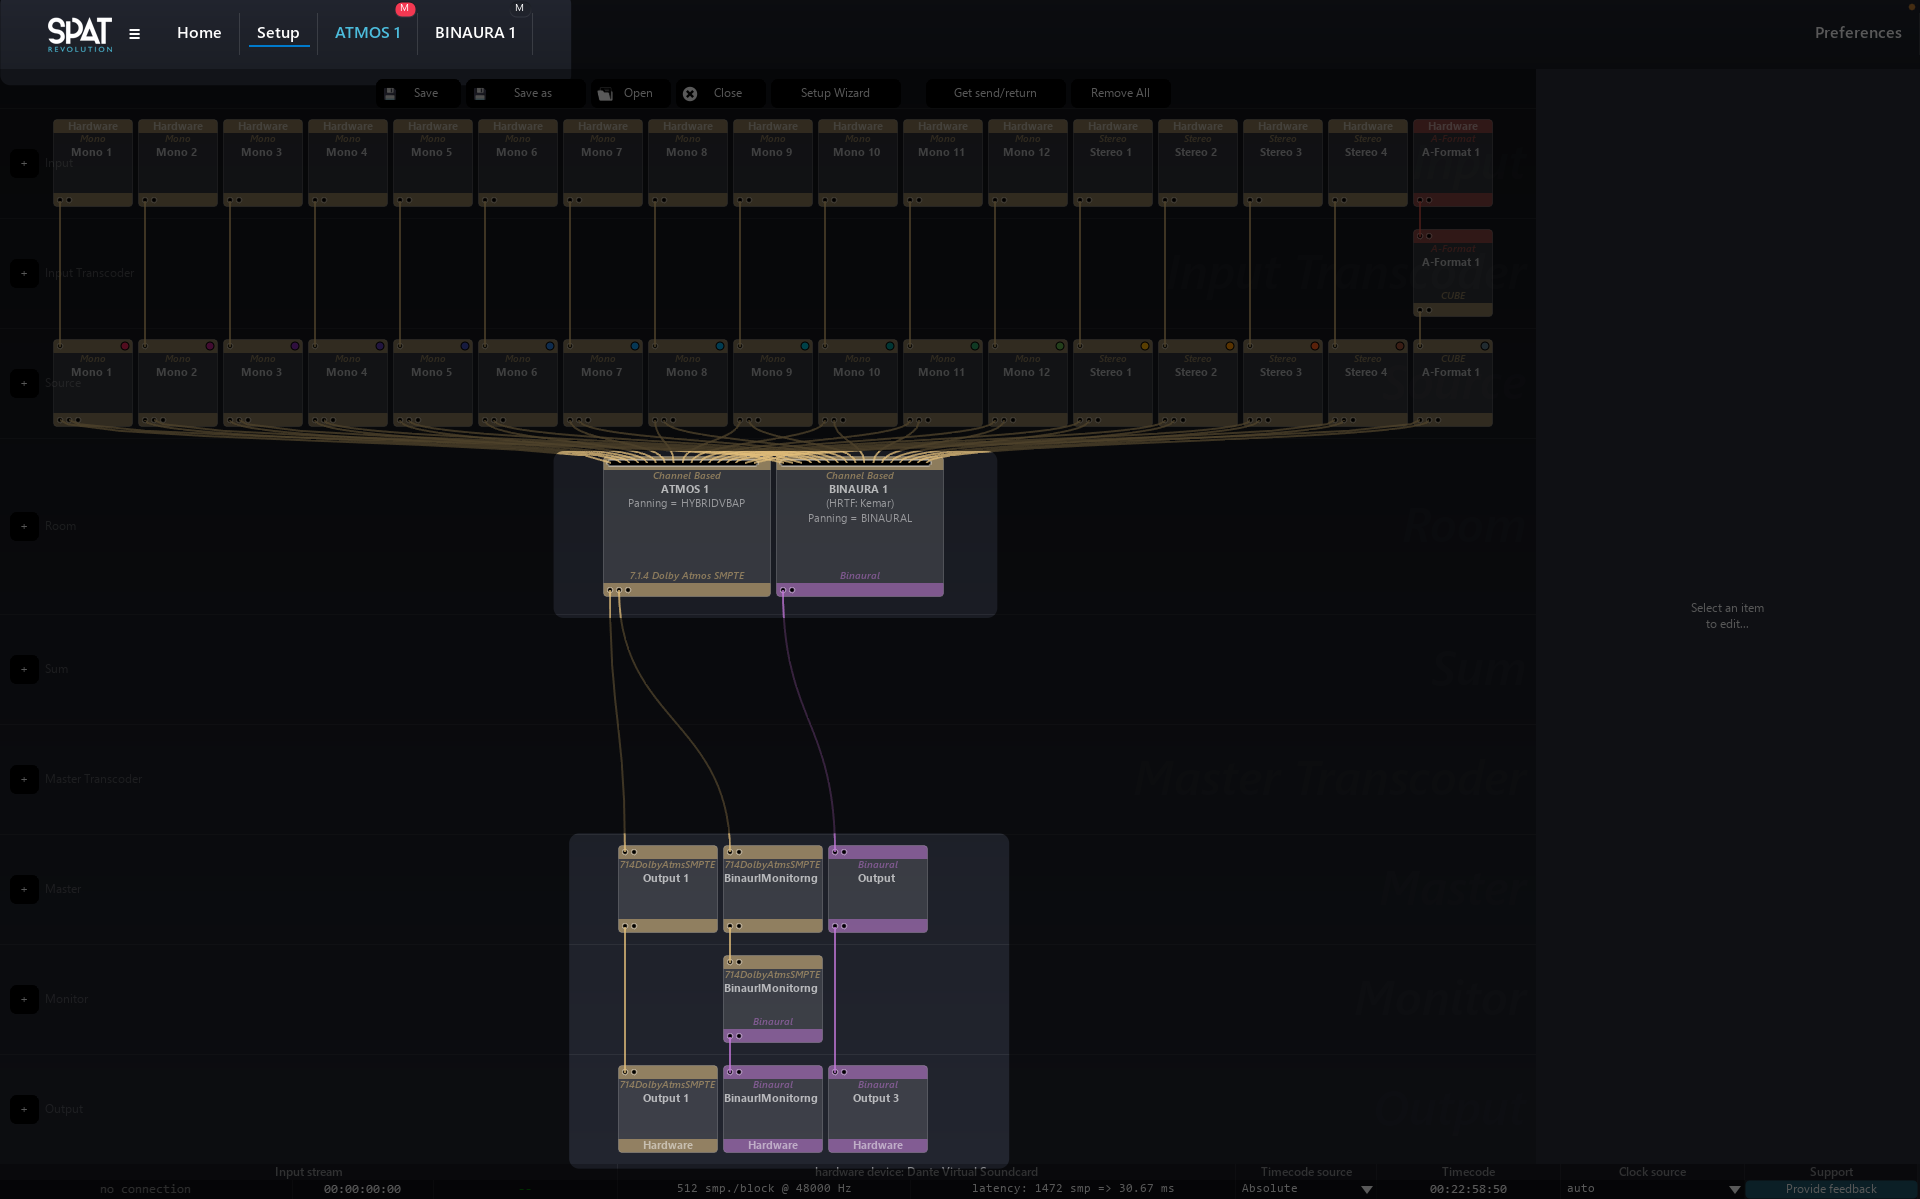 SPAT
REVOLUTION
Home
Setup
ATMOS 1
M
BINAURA 1
M
Preferences
Save
Save as
Open
Close
Setup Wizard
Get send/return
Remove All
Input
Hardware Hardware Hardware Hardware Hardware Hardware Hardware Hardware Hardware Hardware Hardware Hardware Hardware Hardware Hardware Hardware Hardware
Mono Mono Mono Mono Mono Mono Mono Mono Mono Mono Mono Mono Stereo Stereo Stereo Stereo A-Format
Mono 1 Mono 2 Mono 3 Mono 4 Mono 5 Mono 6 Mono 7 Mono 8 Mono 9 Mono 10 Mono 11 Mono 12 Stereo 1 Stereo 2 Stereo 3 Stereo 4 A-Format 1
+ Input
Input Transcoder
A-Format
A-Format 1
CUBE
+ Input Transcoder
Mono Mono Mono Mono Mono Mono Mono Mono Mono Mono Mono Mono Stereo Stereo Stereo Stereo CUBE
Mono 1 Mono 2 Mono 3 Mono 4 Mono 5 Mono 6 Mono 7 Mono 8 Mono 9 Mono 10 Mono 11 Mono 12 Stereo 1 Stereo 2 Stereo 3 Stereo 4 A-Format 1
+ Source
Channel Based
ATMOS 1
Panning = HYBRIDVBAP
7.1.4 Dolby Atmos SMPTE
Channel Based
BINAURA 1
(HRTF: Kemar)
Panning = BINAURAL
Binaural
+ Room
Room
Select an item
to edit...
+ Sum
Sum
+ Master Transcoder
Master Transcoder
714DolbyAtmsSMPTE
Output 1
714DolbyAtmsSMPTE
BinaurlMonitorng
Binaural
Output
+ Master
Master
714DolbyAtmsSMPTE
BinaurlMonitorng
Binaural
+ Monitor
Monitor
714DolbyAtmsSMPTE
Output 1
Hardware
Binaural
BinaurlMonitorng
Hardware
Binaural
Output 3
Hardware
+ Output
Output
Input stream
no connection
00:00:00:00
--
hardware device: Dante Virtual Soundcard
512 smp./block @ 48000 Hz
latency: 1472 smp => 30.67 ms
Timecode source
Absolute
Timecode
00:22:58:50
Clock source
auto
Support
Provide feedback